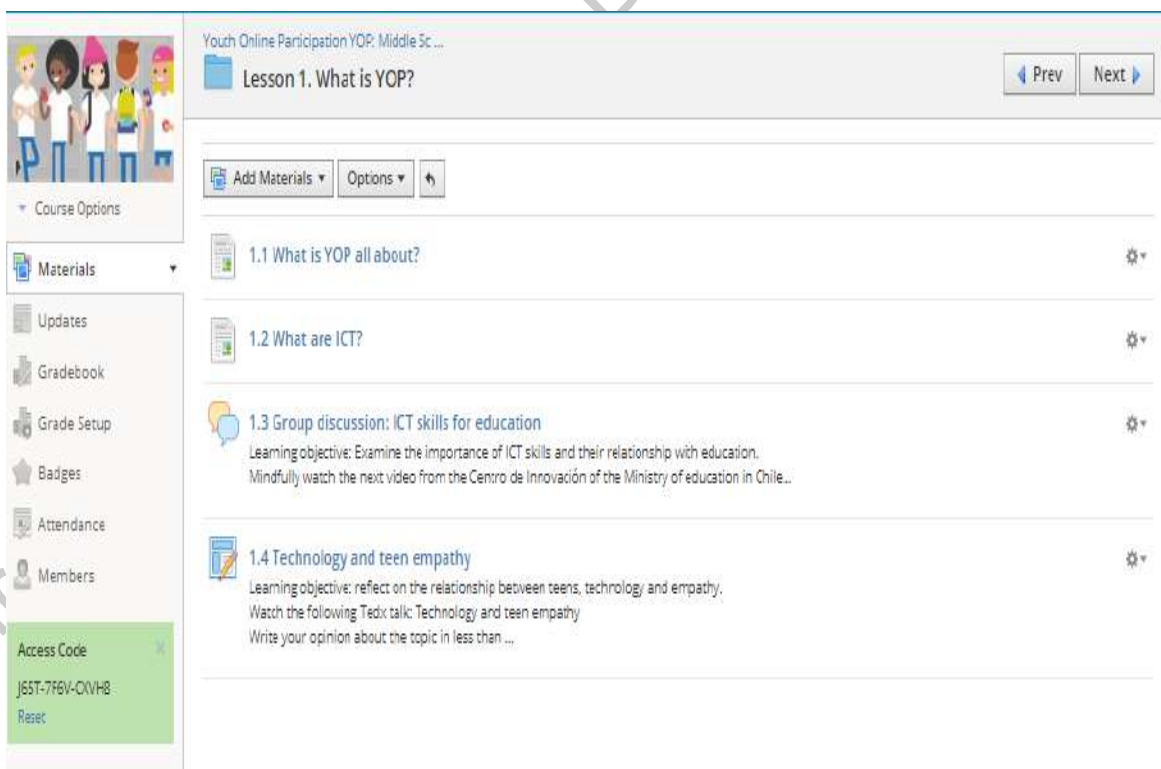 Youth Online Participation YOP: Middle Sc ...
Lesson 1. What is YOP?
Prev
Next
Add Materials
Options
Course Options
Materials
Updates
Gradebook
Grade Setup
Badges
Attendance
Members
Access Code
Reset
1.1 What is YOP all about?
1.2 What are ICT?
1.3 Group discussion: ICT skills for education
Learning objective: Examine the importance of ICT skills and their relationship with education.
Mindfully watch the next video from the Centro de Innovación of the Ministry of education in Chile...
1.4 Technology and teen empathy
Learning objective: reflect on the relationship between teens, technology and empathy.
Watch the following Tedx talk: Technology and teen empathy
Write your opinion about the topic in less than ...